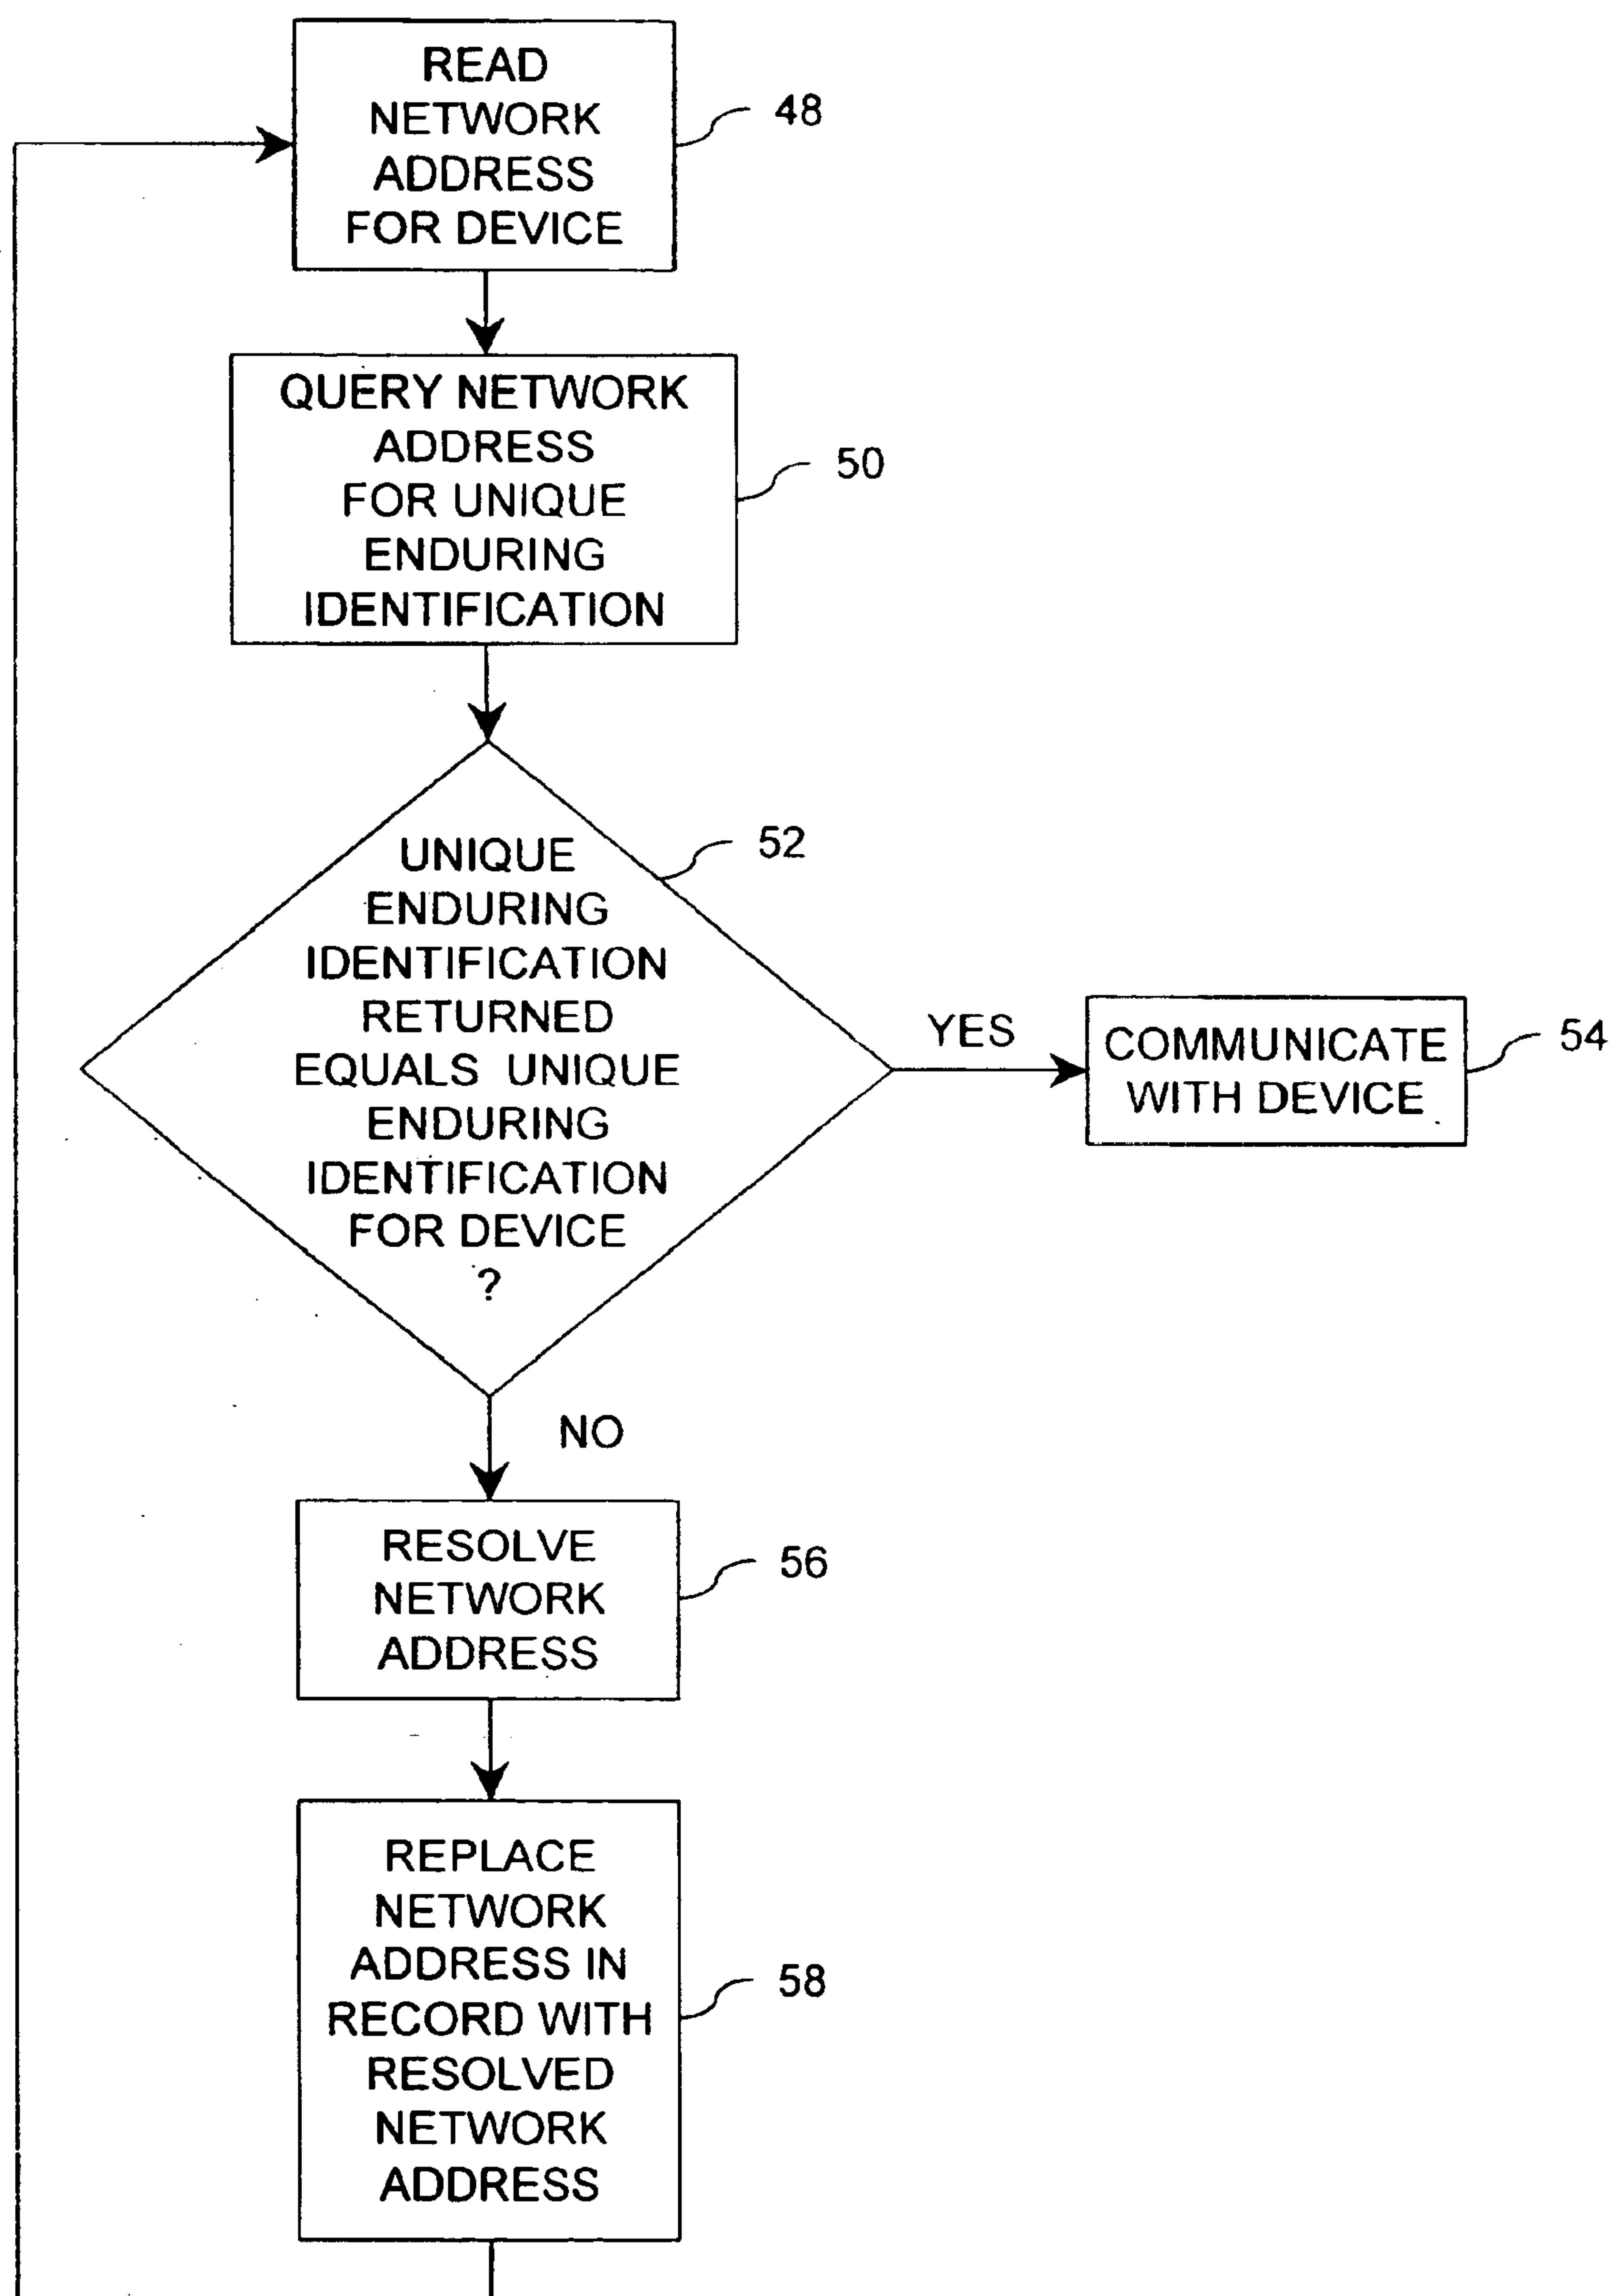 READ
NETWORK
ADDRESS
FOR DEVICE
48
QUERY NETWORK
ADDRESS
FOR UNIQUE
ENDURING
IDENTIFICATION
50
UNIQUE
ENDURING
IDENTIFICATION
RETURNED
EQUALS UNIQUE
ENDURING
IDENTIFICATION
FOR DEVICE
?
52
YES
COMMUNICATE
WITH DEVICE
54
NO
RESOLVE
NETWORK
ADDRESS
56
REPLACE
NETWORK
ADDRESS IN
RECORD WITH
RESOLVED
NETWORK
ADDRESS
58